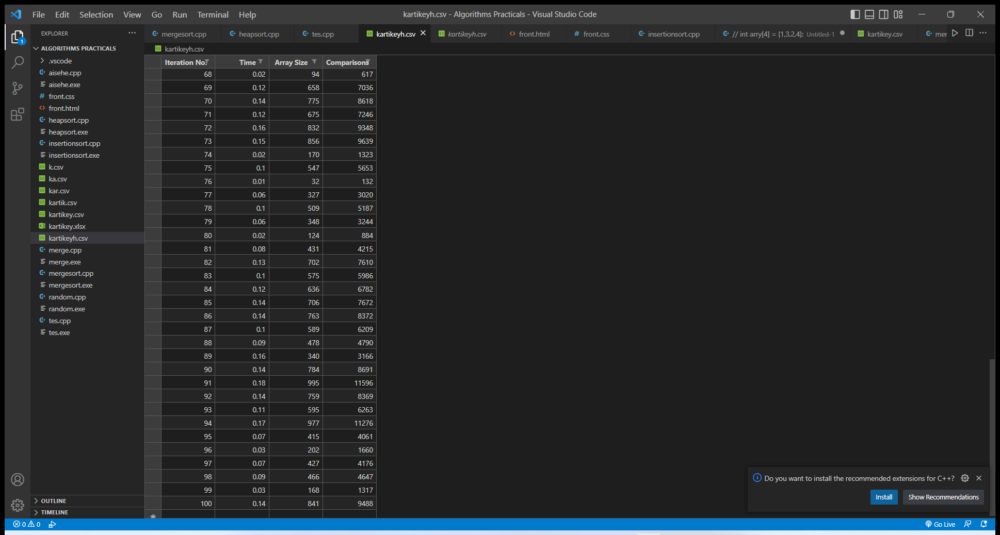 File Edit Selection View Go Run Terminal Help
kartikeyh.csv - Algorithms Practicals - Visual Studio Code
EXPLORER
mergesort.cpp heapsort.cpp tes.cpp kartikeyh.csv kartikeyh.csv front.html front.css insertionsort.cpp // int arry[4] = {1,3,2,4}; Untitled-1 kartikey.csv mer
1
ALGORITHMS PRACTICALS
.vscode
aisehe.cpp
aisehe.exe
front.css
front.html
heapsort.cpp
heapsort.exe
insertionsort.cpp
insertionsort.exe
k.csv
ka.csv
kar.csv
kartik.csv
kartikey.csv
kartikey.xlsx
kartikeyh.csv
merge.cpp
merge.exe
mergesort.cpp
mergesort.exe
random.cpp
random.exe
tes.cpp
tes.exe
OUTLINE
TIMELINE
kartikeyh.csv
Iteration No. Time Array Size Comparisons
68 0.02 94 617
69 0.12 658 7036
70 0.14 775 8618
71 0.12 675 7246
72 0.16 832 9348
73 0.15 856 9639
74 0.02 170 1323
75 0.1 547 5653
76 0.01 32 132
77 0.06 327 3020
78 0.1 509 5187
79 0.06 348 3244
80 0.02 124 884
81 0.08 431 4215
82 0.13 702 7610
83 0.1 575 5986
84 0.12 636 6782
85 0.14 706 7672
86 0.14 763 8372
87 0.1 589 6209
88 0.09 478 4790
89 0.16 340 3166
90 0.14 784 8691
91 0.18 995 11596
92 0.14 759 8369
93 0.11 595 6263
94 0.17 977 11276
95 0.07 415 4061
96 0.03 202 1660
97 0.07 427 4176
98 0.09 466 4647
99 0.03 168 1317
100 0.14 841 9488
*
Do you want to install the recommended extensions for C++?
Install Show Recommendations
0 0
Go Live